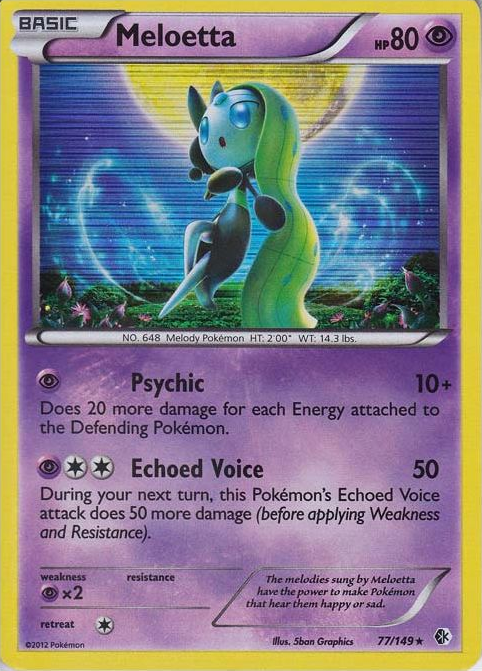 BASIC
Meloetta HP80
NO. 648 Melody Pokémon HT: 2'00" WT: 14.3 lbs.
Psychic 10+
Does 20 more damage for each Energy attached to
the Defending Pokémon.
Echoed Voice 50
During your next turn, this Pokémon's Echoed Voice
attack does 50 more damage (before applying Weakness
and Resistance).
weakness resistance
×2
retreat
The melodies sung by Meloetta
have the power to make Pokémon
that hear them happy or sad.
©2012 Pokémon Illus. 5ban Graphics 77/149★